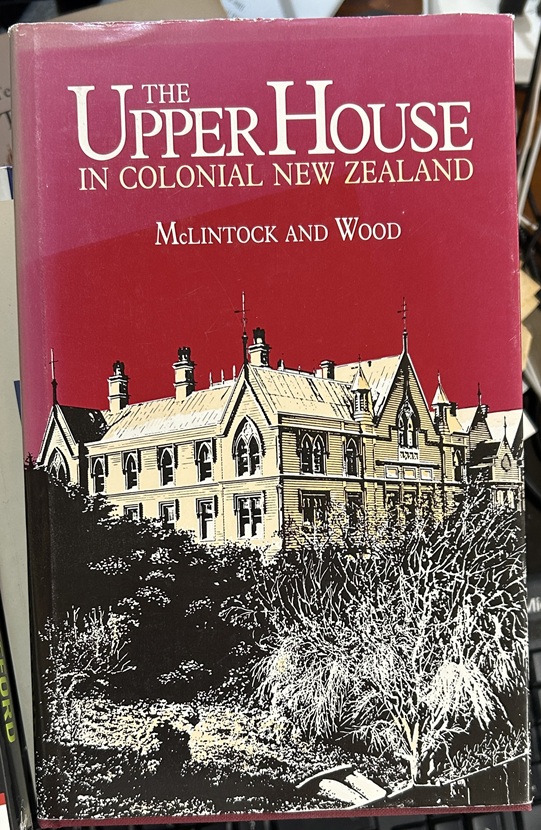 THE
UPPER HOUSE
IN COLONIAL NEW ZEALAND
McLINTOCK AND WOOD